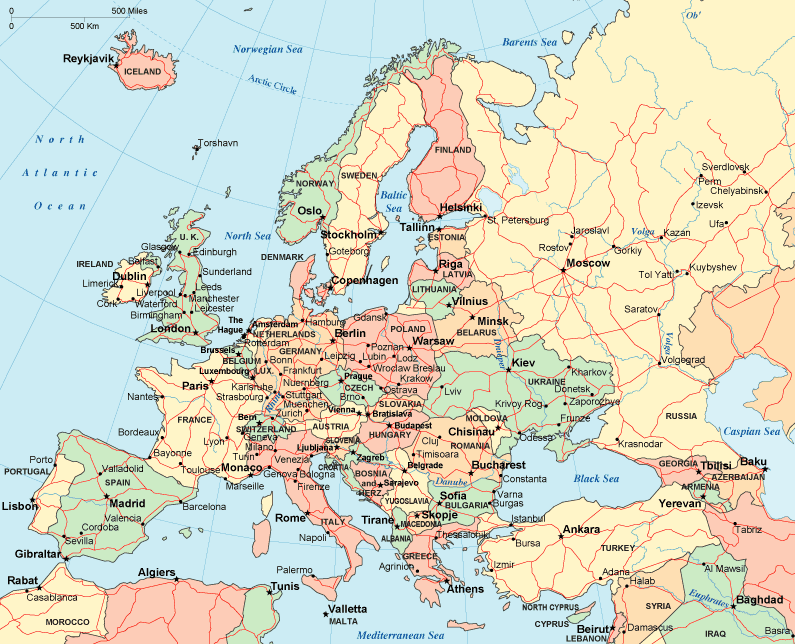 0 500 Miles
0 500 Km
Ob'
Norwegian Sea
Barents Sea
Reykjavik
ICELAND
Arctic Circle
North
Atlantic
Ocean
Torshavn
FINLAND
SWEDEN
NORWAY
Sverdlovsk
Perm
Chelyabinsk
Izevsk
Ufa
Baltic
Sea
Helsinki
St. Petersburg
Oslo
Tallinn
Stockholm
ESTONIA
Jaroslavl
Volga
Kazan
Rostov
Gorkiy
North Sea
U. K.
Glasgow
Edinburgh
Goteborg
DENMARK
IRELAND
Belfast
Riga
LATVIA
Moscow
Kuybyshev
Tol Yatti
Dublin
Sunderland
Limerick
Liverpool
Leeds
Manchester
Copenhagen
LITHUANIA
Cork
Waterford
Leicester
Birmingham
Vilnius
Saratov
London
The
Hague
Amsterdam
Hamburg
Gdansk
Minsk
BELARUS
NETHERLANDS
Rotterdam
Berlin
POLAND
Warsaw
Dnieper
Volga
Brussels
BELGIUM
GERMANY
Bonn
Leipzig
Poznan
Lubin
Lodz
Volgograd
Luxembourg
LUX.
Frankfurt
Wroclaw Breslau
Kiev
Kharkov
Paris
Karlsruhe
Nurnberg
Prague
CZECH
Krakow
Ostrava
UKRAINE
Donetsk
Nantes
Strasbourg
Rhine
Stuttgart
Muenchen
Brno
Lviv
Krivoy Rog
Zaporozhye
Zurich
Vienna
SLOVAKIA
Bratislava
Frunze
RUSSIA
FRANCE
Bern
SWITZERLAND
AUSTRIA
Budapest
HUNGARY
MOLDOVA
Chisinau
Odessa
Bordeaux
Lyon
Geneva
Milano
Ljubljana
SLOVENIA
Cluj
ROMANIA
Krasnodar
Caspian Sea
Bayonne
Turin
Venezia
Zagreb
CROATIA
Timisoara
Porto
Valladolid
Toulouse
Monaco
Genova
Bologna
BOSNIA
and
HERZ.
Belgrade
Sarajevo
Bucharest
Constanta
PORTUGAL
SPAIN
Marseille
Firenze
Danube
Black Sea
GEORGIA
Tbilisi
Baku
AZERBAIJAN
ARMENIA
Yerevan
Madrid
Barcelona
YUGOSLAVIA
Sofia
BULGARIA
Varna
Burgas
Lisbon
Valencia
Rome
ITALY
Tirane
Skopje
MACEDONIA
Istanbul
Cordoba
Sevilla
Napoli
ALBANIA
Thessaloniki
Bursa
Ankara
TURKEY
Tabriz
Gibraltar
Palermo
GREECE
Agrinion
Izmir
Adana
Al Mawsil
Rabat
Casablanca
Algiers
Tunis
Athens
Halab
Euphrates
Baghdad
MOROCCO
Valletta
MALTA
NORTH CYPRUS
CYPRUS
SYRIA
Mediterranean Sea
Beirut
LEBANON
Damascus
IRAQ
Basra